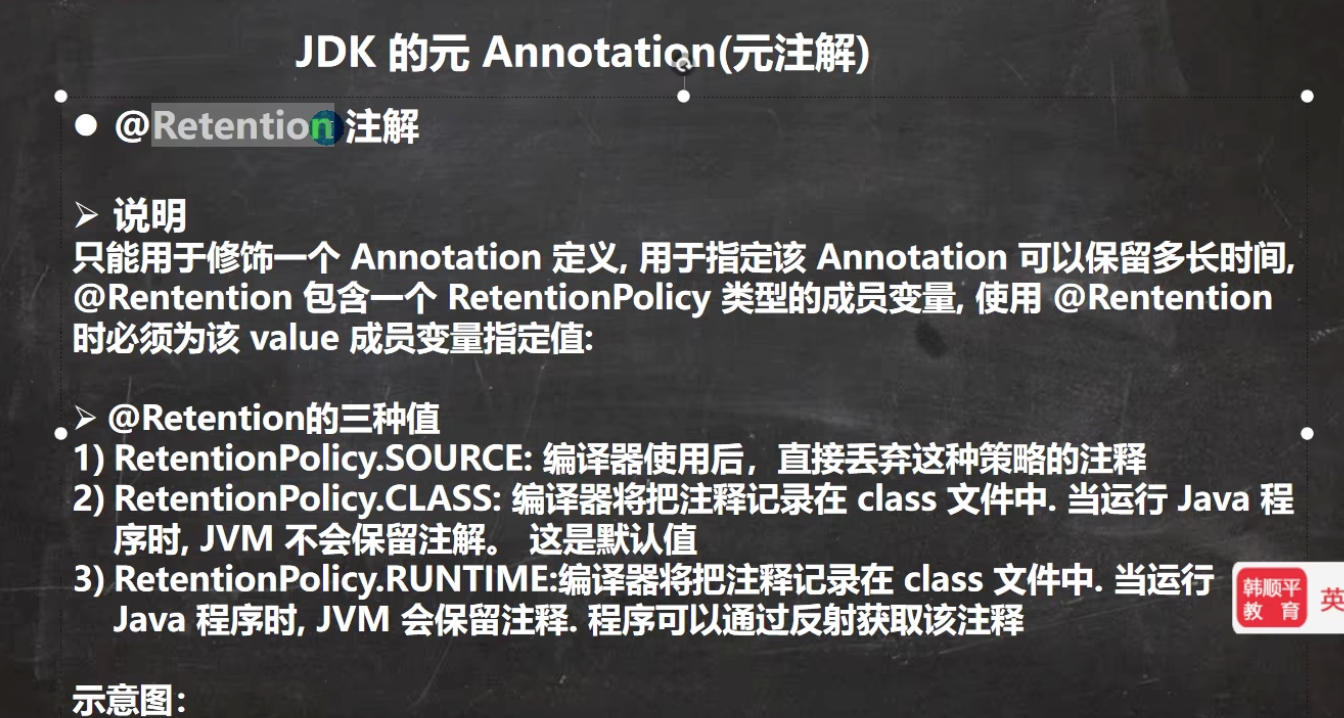 JDK 的元 Annotation(元注解)
● @Retention 注解
➢ 说明
只能用于修饰一个 Annotation 定义, 用于指定该 Annotation 可以保留多长时间,
@Rentention 包含一个 RetentionPolicy 类型的成员变量, 使用 @Rentention
时必须为该 value 成员变量指定值:
➢ @Retention的三种值
1) RetentionPolicy.SOURCE: 编译器使用后，直接丢弃这种策略的注释
2) RetentionPolicy.CLASS: 编译器将把注释记录在 class 文件中. 当运行 Java 程
序时, JVM 不会保留注解。 这是默认值
3) RetentionPolicy.RUNTIME:编译器将把注释记录在 class 文件中. 当运行
Java 程序时, JVM 会保留注释. 程序可以通过反射获取该注释
韩顺平
教 育
英
示意图：